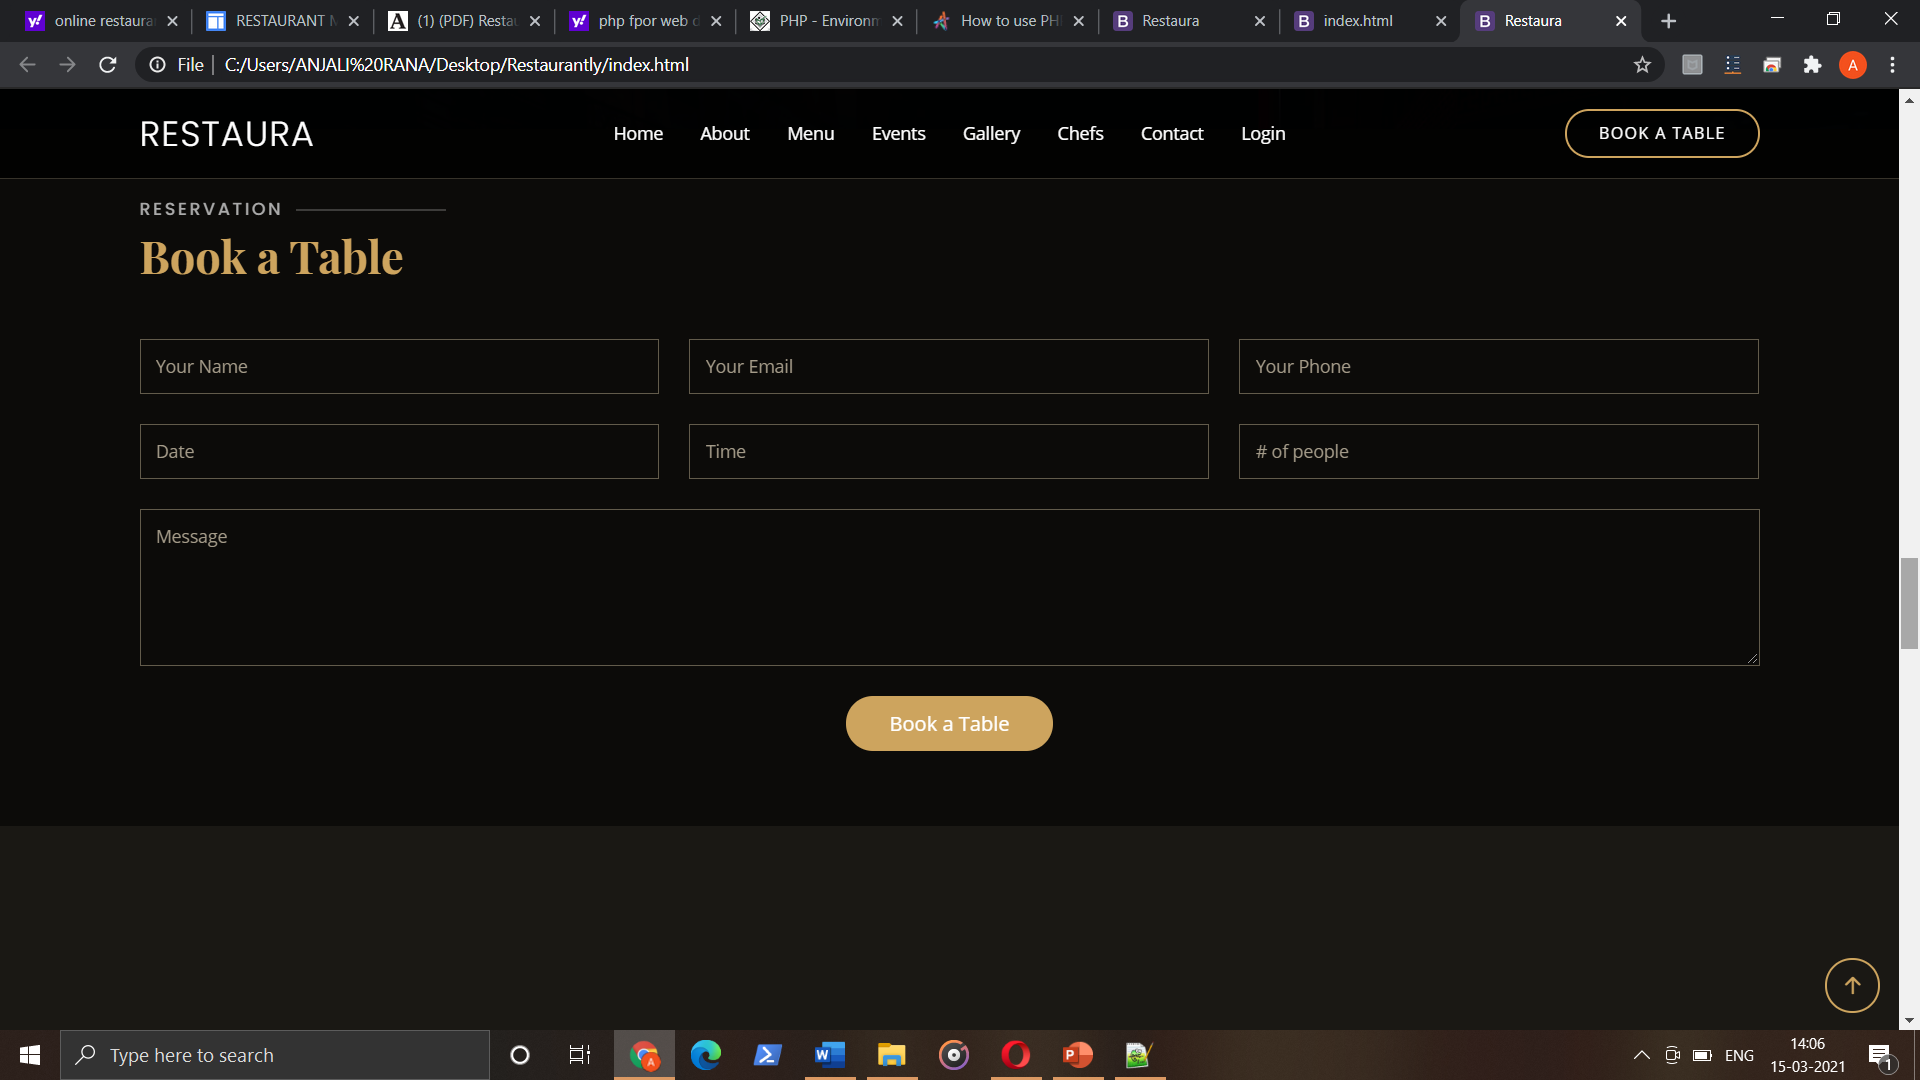 online restaura
RESTAURANT M
(1) (PDF) Restau
php fpor web d
PHP - Environm
How to use PH
Restaura
index.html
Restaura
File
C:/Users/ANJALI%20RANA/Desktop/Restaurantly/index.html
A
RESTAURA
Home
About
Menu
Events
Gallery
Chefs
Contact
Login
BOOK A TABLE
RESERVATION
Book a Table
Your Name
Your Email
Your Phone
Date
Time
# of people
Message
Book a Table
Type here to search
ENG
14:06
15-03-2021
1